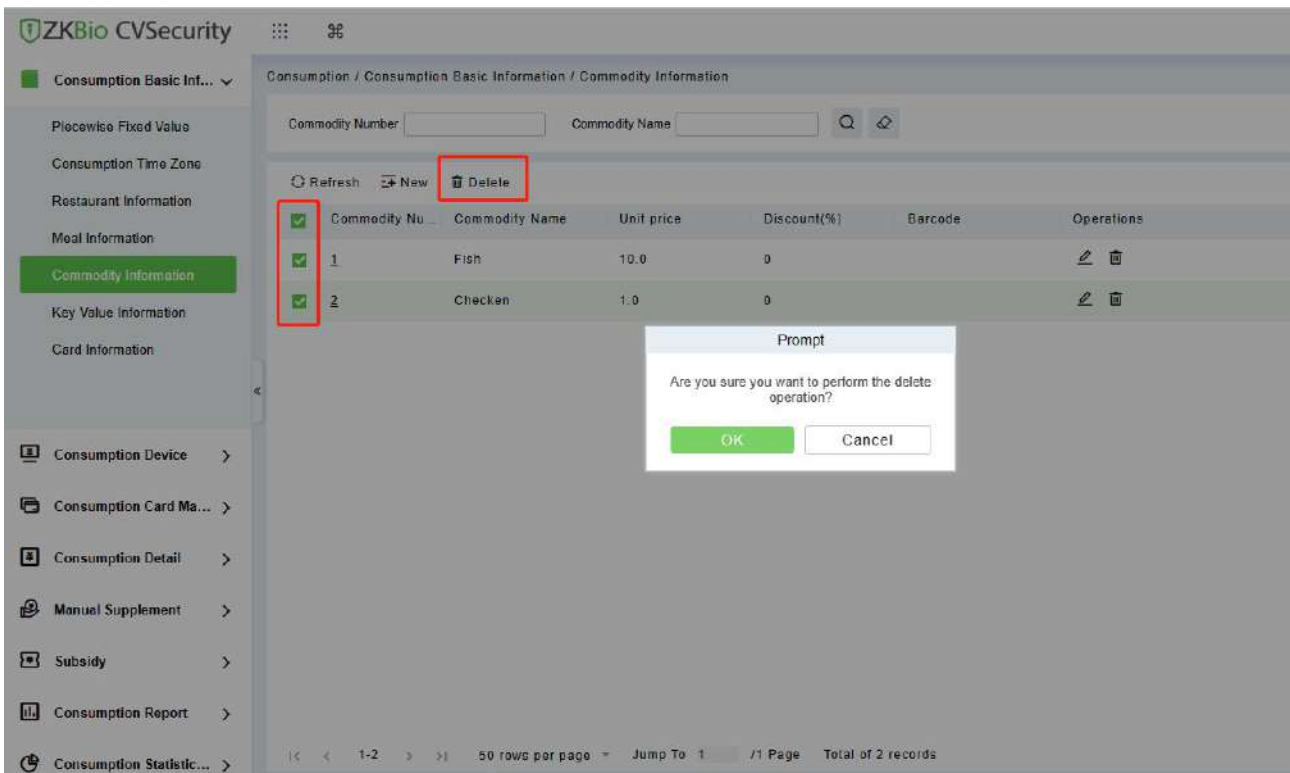 ZKBio CVSecurity
Consumption Basic Inf...
Consumption / Consumption Basic Information / Commodity Information
Piecewise Fixed Value
Commodity Number
Commodity Name
Consumption Time Zone
Refresh
New
Delete
Restaurant Information
Commodity Nu...
Commodity Name
Unit price
Discount(%)
Barcode
Operations
Meal Information
1
Fish
10.0
0
Commodity Information
2
Checken
1.0
0
Key Value Information
Card Information
Prompt
Are you sure you want to perform the delete
operation?
OK
Cancel
Consumption Device
Consumption Card Ma...
Consumption Detail
Manual Supplement
Subsidy
Consumption Report
Consumption Statistic...
1-2
50 rows per page
Jump To 1 /1 Page
Total of 2 records